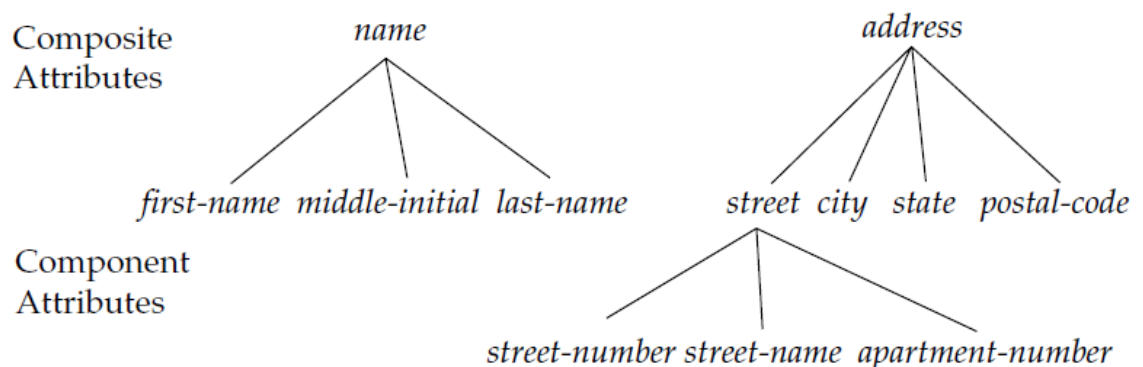 Composite
Attributes
name
address
first-name middle-initial last-name
street city state postal-code
Component
Attributes
street-number street-name apartment-number